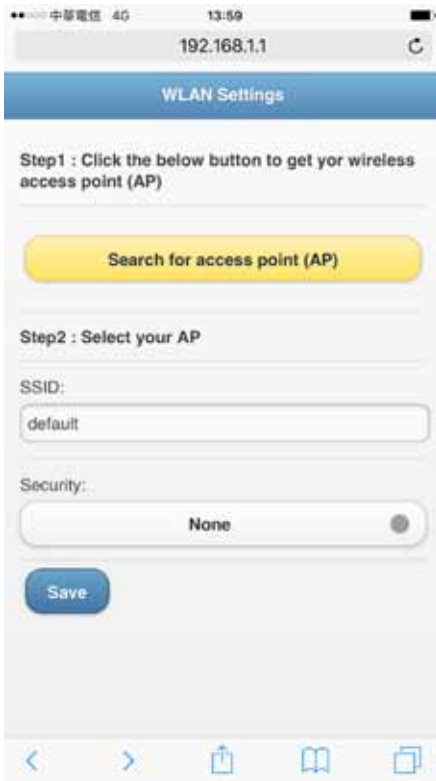 中華電信 4G 13:59
192.168.1.1
WLAN Settings
Step1 : Click the below button to get yor wireless
access point (AP)
Search for access point (AP)
Step2 : Select your AP
SSID:
default
Security:
None
Save